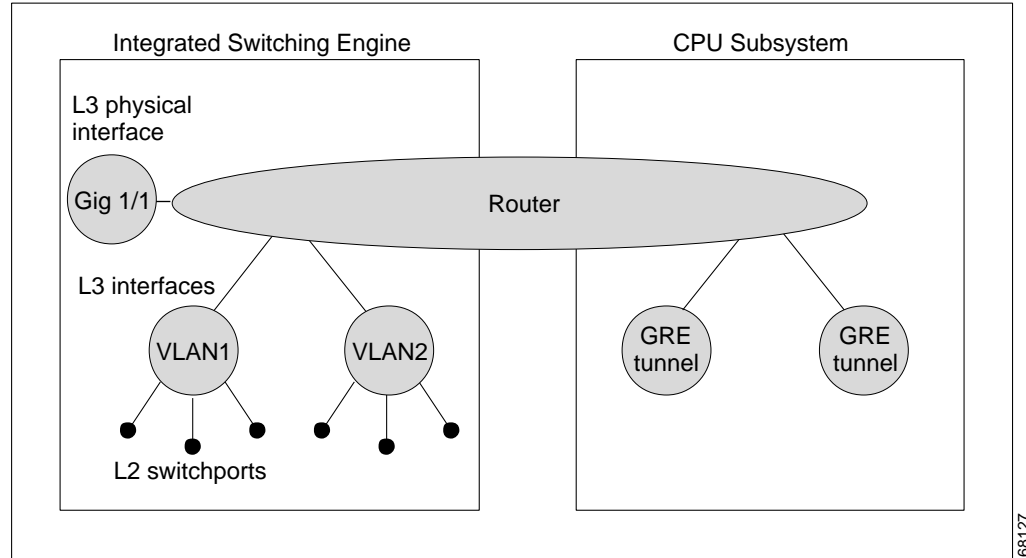 Integrated Switching Engine
CPU Subsystem
L3 physical
interface
Gig 1/1
Router
L3 interfaces
VLAN1
VLAN2
GRE
tunnel
GRE
tunnel
L2 switchports
68127